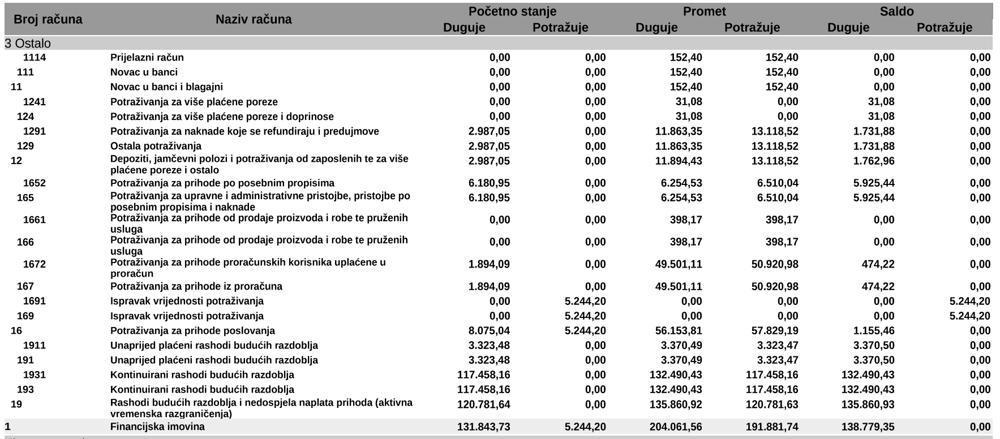 Broj računa Naziv računa Početno stanje Promet Saldo
Duguje Potražuje Duguje Potražuje Duguje Potražuje
3 Ostalo
1114 Prijelazni račun 0,00 0,00 152,40 152,40 0,00 0,00
111 Novac u banci 0,00 0,00 152,40 152,40 0,00 0,00
11 Novac u banci i blagajni 0,00 0,00 152,40 152,40 0,00 0,00
1241 Potraživanja za više plaćene poreze 0,00 0,00 31,08 0,00 31,08 0,00
124 Potraživanja za više plaćene poreze i doprinose 0,00 0,00 31,08 0,00 31,08 0,00
1291 Potraživanja za naknade koje se refundiraju i predujmove 2.987,05 0,00 11.863,35 13.118,52 1.731,88 0,00
129 Ostala potraživanja 2.987,05 0,00 11.863,35 13.118,52 1.731,88 0,00
12 Depoziti, jamčevni polozi i potraživanja od zaposlenih te za više 2.987,05 0,00 11.894,43 13.118,52 1.762,96 0,00
plaćene poreze i ostalo
1652 Potraživanja za prihode po posebnim propisima 6.180,95 0,00 6.254,53 6.510,04 5.925,44 0,00
165 Potraživanja za upravne i administrativne pristojbe, pristojbe po 6.180,95 0,00 6.254,53 6.510,04 5.925,44 0,00
posebnim propisima i naknade
1661 Potraživanja za prihode od prodaje proizvoda i robe te pruženih 0,00 0,00 398,17 398,17 0,00 0,00
usluga
166 Potraživanja za prihode od prodaje proizvoda i robe te pruženih 0,00 0,00 398,17 398,17 0,00 0,00
usluga
1672 Potraživanja za prihode proračunskih korisnika uplaćene u 1.894,09 0,00 49.501,11 50.920,98 474,22 0,00
proračun
167 Potraživanja za prihode iz proračuna 1.894,09 0,00 49.501,11 50.920,98 474,22 0,00
1691 Ispravak vrijednosti potraživanja 0,00 5.244,20 0,00 0,00 0,00 5.244,20
169 Ispravak vrijednosti potraživanja 0,00 5.244,20 0,00 0,00 0,00 5.244,20
16 Potraživanja za prihode poslovanja 8.075,04 5.244,20 56.153,81 57.829,19 1.155,46 0,00
1911 Unaprijed plaćeni rashodi budućih razdoblja 3.323,48 0,00 3.370,49 3.323,47 3.370,50 0,00
191 Unaprijed plaćeni rashodi budućih razdoblja 3.323,48 0,00 3.370,49 3.323,47 3.370,50 0,00
1931 Kontinuirani rashodi budućih razdoblja 117.458,16 0,00 132.490,43 117.458,16 132.490,43 0,00
193 Kontinuirani rashodi budućih razdoblja 117.458,16 0,00 132.490,43 117.458,16 132.490,43 0,00
19 Rashodi budućih razdoblja i nedospjela naplata prihoda (aktivna 120.781,64 0,00 135.860,92 120.781,63 135.860,93 0,00
vremenska razgraničenja)
1 Financijska imovina 131.843,73 5.244,20 204.061,56 191.881,74 138.779,35 0,00